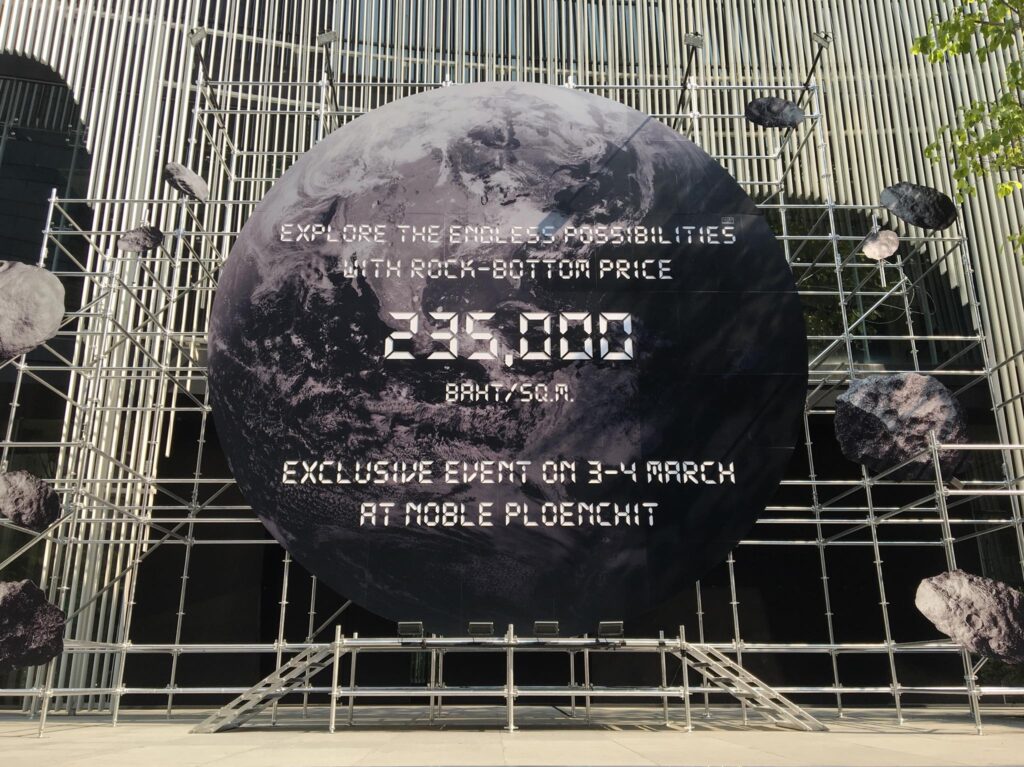 EXPLORE THE ENDLESS POSSIBILITIES
WITH ROCK-BOTTOM PRICE
235,000
BAHT/SQ.M.
EXCLUSIVE EVENT ON 3-4 MARCH
AT NOBLE PLOENCHIT